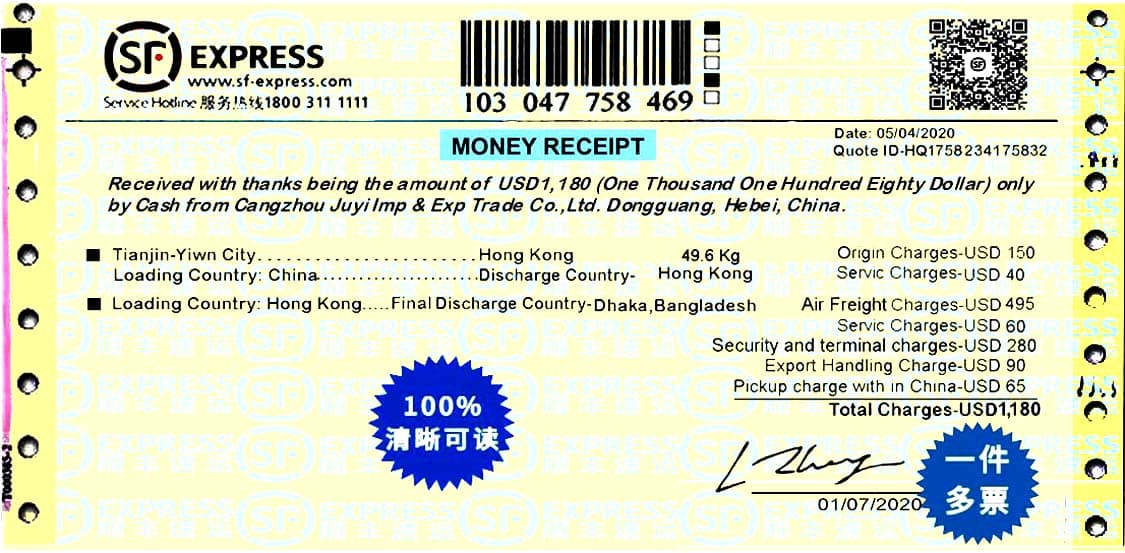 SF EXPRESS
www.sf-express.com
Service Hotline 服务热线1800 311 1111
103 047 758 469
SF
MONEY RECEIPT
Date: 05/04/2020
Quote ID-HQ1758234175832
Received with thanks being the amount of USD1,180 (One Thousand One Hundred Eighty Dollar) only
by Cash from Cangzhou Juyi Imp & Exp Trade Co.,Ltd. Dongguang, Hebei, China.
Tianjin-Yiwn City........................Hong Kong 49.6 Kg Origin Charges-USD 150
Loading Country: China.....................Discharge Country- Hong Kong Servic Charges-USD 40
Loading Country: Hong Kong.....Final Discharge Country-Dhaka,Bangladesh Air Freight Charges-USD 495
Servic Charges-USD 60
Security and terminal charges-USD 280
Export Handling Charge-USD 90
Pickup charge with in China-USD 65
Total Charges-USD1,180
100%
清晰可读
L Zhang
01/07/2020
一件
多票